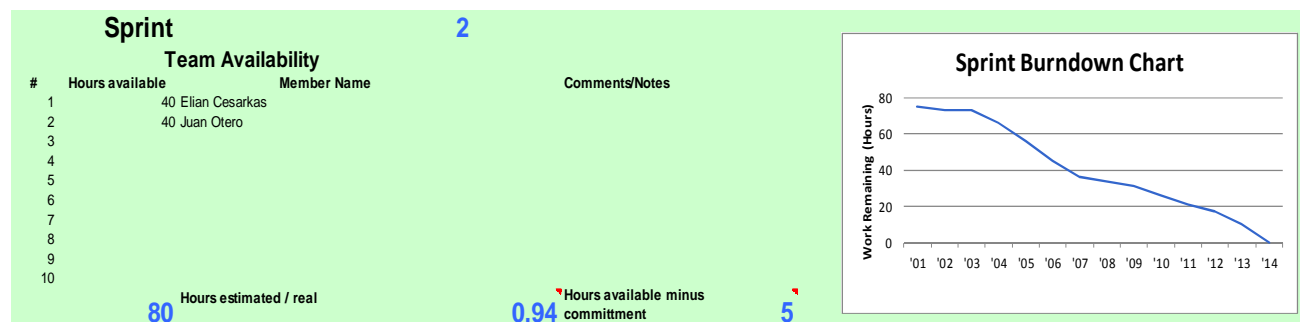 Sprint 2
Team Availability
# Hours available Member Name Comments/Notes
1 40 Elian Cesarkas
2 40 Juan Otero
3
4
5
6
7
8
9
10
80 Hours estimated / real 0.94 Hours available minus
committment 5
Sprint Burndown Chart
Work Remaining (Hours)
80
60
40
20
0
'01 '02 '03 '04 '05 '06 '07 '08 '09 '10 '11 '12 '13 '14